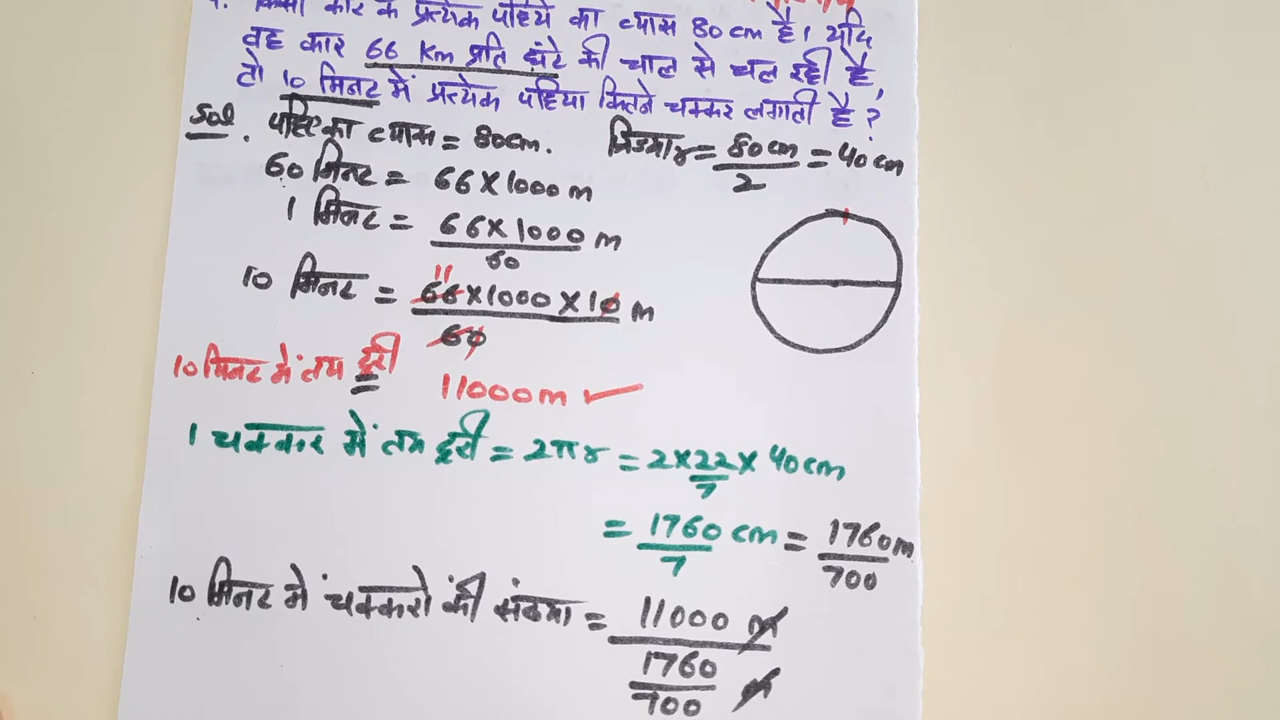 किसी कार के प्रत्येक पहिये का व्यास 80 cm है। यदि
वह कार 66 Km प्रति घंटे की चाल से चल रही है,
तो 10 मिनट में प्रत्येक पहिया कितने चक्कर लगाती है?
Sol. पहिए का व्यास = 80cm. त्रिज्या r = 80cm/2 = 40cm
60 मिनट = 66×1000 m
1 मिनट = 66×1000/60 m
10 मिनट = 66×1000×10/60 m
11
10 मिनट में तय दूरी 11000m ✓
1 चक्कर में तय दूरी = 2πr = 2×22/7×40cm
= 1760/7 cm = 1760/700 m
10 मिनट में चक्करों की संख्या = 11000 m / 1760/700 m